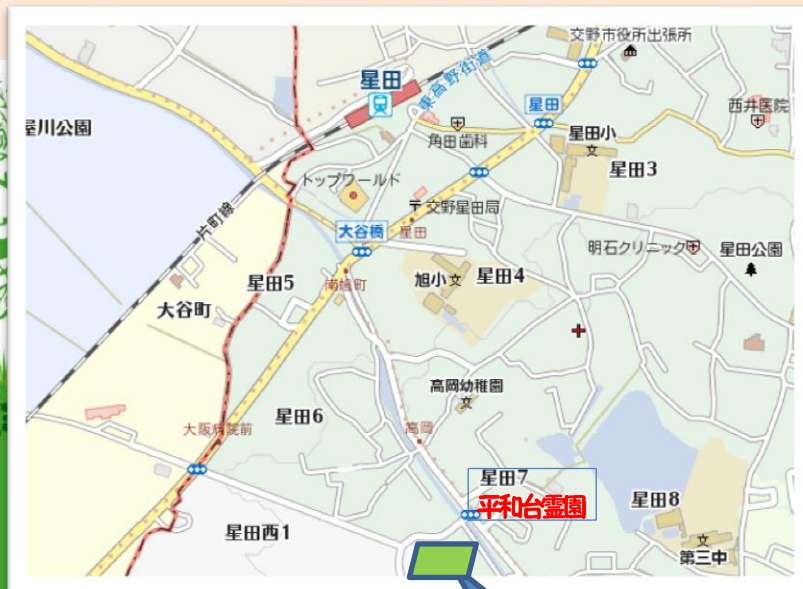 交野市役所出張所
星田
東高野街道
星田
西井医院
屋川公園
角田歯科
星田小
星田3
トップワールド
交野星田局
片町線
大谷橋
星田
明石クリニック
星田公園
星田5
南旭町
旭小
星田4
大谷町
高岡幼稚園
星田6
大阪病院前
高岡
星田7
平和台霊園
星田8
星田西1
第三中